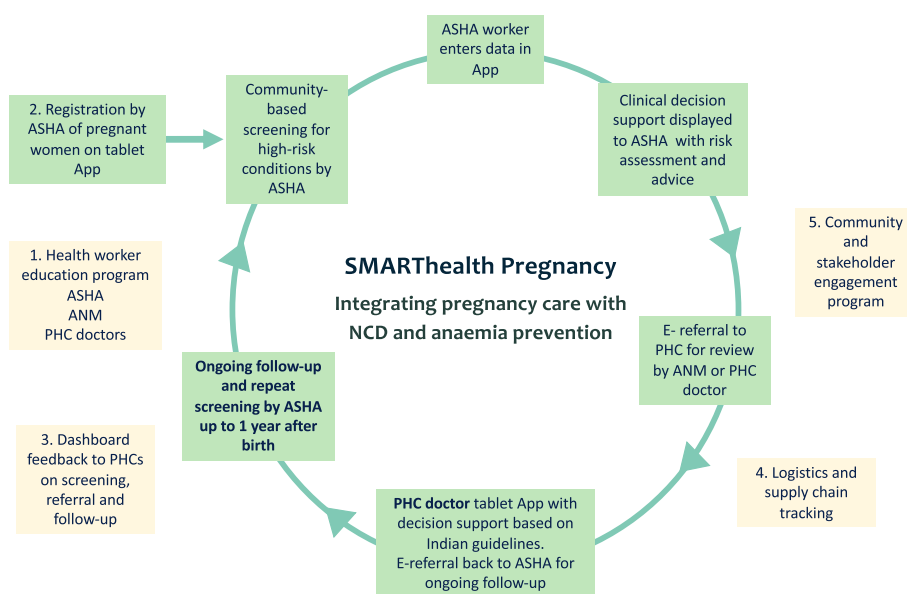 ASHA worker
enters data in
App
Community-
based
screening for
high-risk
conditions by
ASHA
Clinical decision
support displayed
to ASHA with risk
assessment and
advice
2. Registration by
ASHA of pregnant
women on tablet
App
5. Community
and
stakeholder
engagement
program
1. Health worker
education program
ASHA
ANM
PHC doctors
SMARThealth Pregnancy
Integrating pregnancy care with
NCD and anaemia prevention
E- referral to
PHC for review
by ANM or PHC
doctor
Ongoing follow-up
and repeat
screening by ASHA
up to 1 year after
birth
3. Dashboard
feedback to PHCs
on screening,
referral and
follow-up
4. Logistics and
supply chain
tracking
PHC doctor tablet App with
decision support based on
Indian guidelines.
E-referral back to ASHA for
ongoing follow-up